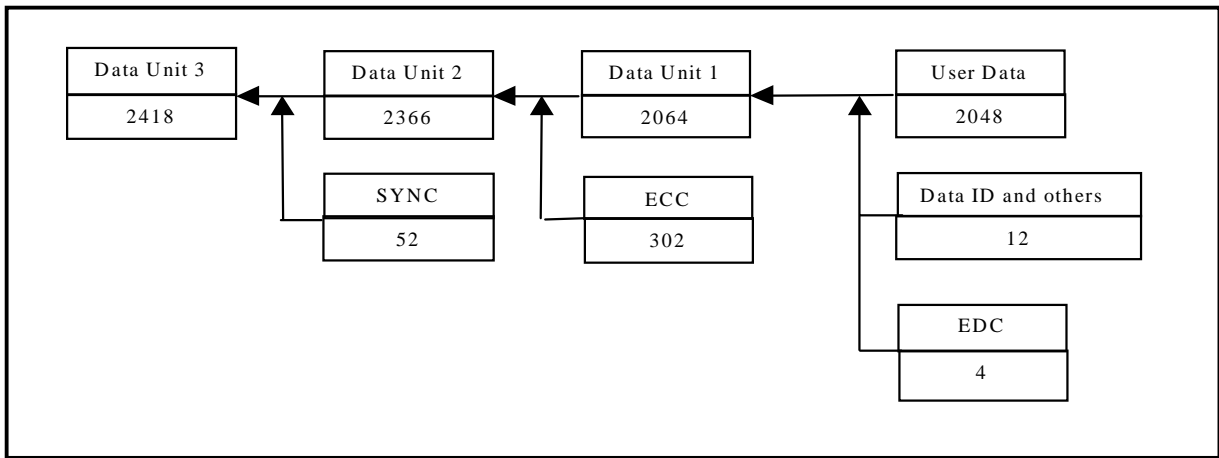 Data Unit 3
2418
Data Unit 2
2366
Data Unit 1
2064
User Data
2048
SYNC
52
ECC
302
Data ID and others
12
EDC
4